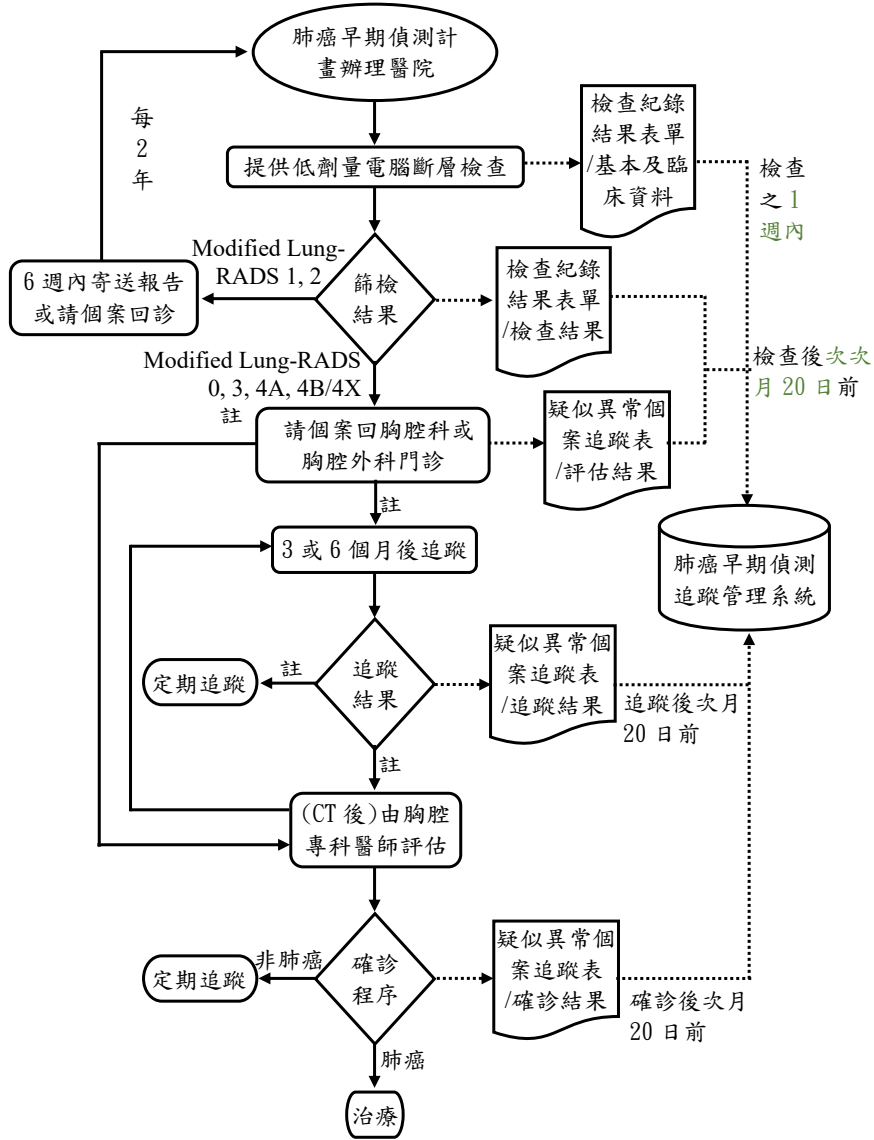 肺癌早期偵測計
畫辦理醫院
每
2
年
提供低劑量電腦斷層檢查
檢查紀錄
結果表單
/基本及臨
床資料
檢查
之 1
週內
Modified Lung-
RADS 1, 2
6 週內寄送報告
或請個案回診
篩檢
結果
檢查紀錄
結果表單
/檢查結果
Modified Lung-RADS
0, 3, 4A, 4B/4X
註
檢查後次次
月 20 日前
請個案回胸腔科或
胸腔外科門診
疑似異常個
案追蹤表
/評估結果
註
3 或 6 個月後追蹤
肺癌早期偵測
追蹤管理系統
定期追蹤
註
追蹤
結果
疑似異常個
案追蹤表
/追蹤結果
追蹤後次月
20 日前
註
(CT 後)由胸腔
專科醫師評估
定期追蹤
非肺癌
確診
程序
疑似異常個
案追蹤表
/確診結果
確診後次月
20 日前
肺癌
治療